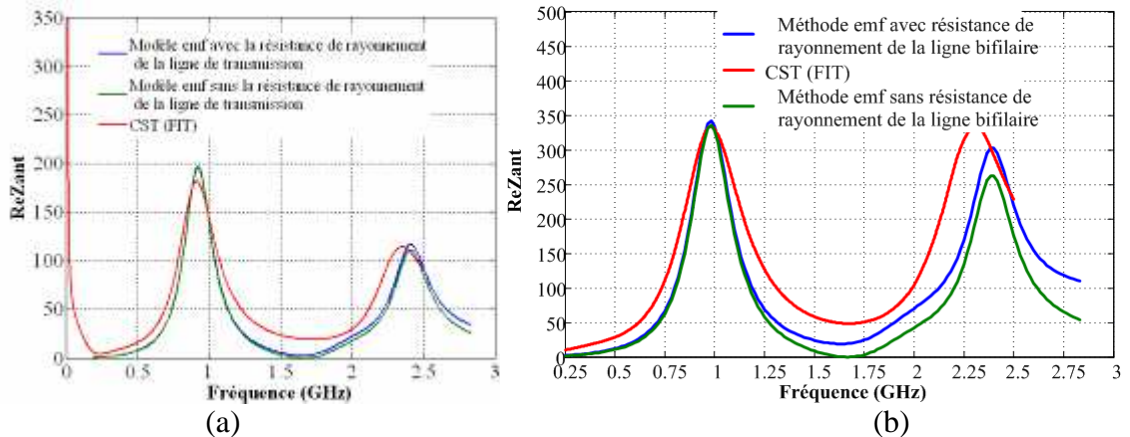 (a)
350
300
250
200
150
100
50
0
ReZant
Modèle emf avec la résistance de rayonnement
de la ligne de transmission
Modèle emf sans la résistance de rayonnement
de la ligne de transmission
CST (FIT)
0 0.5 1 1.5 2 2.5 3
Fréquence (GHz)
(a)
b)
500
450
400
350
300
250
200
150
100
50
0
ReZant
Méthode emf avec résistance de
rayonnement de la ligne bifilaire
CST (FIT)
Méthode emf sans résistance de
rayonnement de la ligne bifilaire
0.25 0.5 0.75 1 1.25 1.5 1.75 2 2.25 2.5 2.75 3
Fréquence (GHz)
(b)